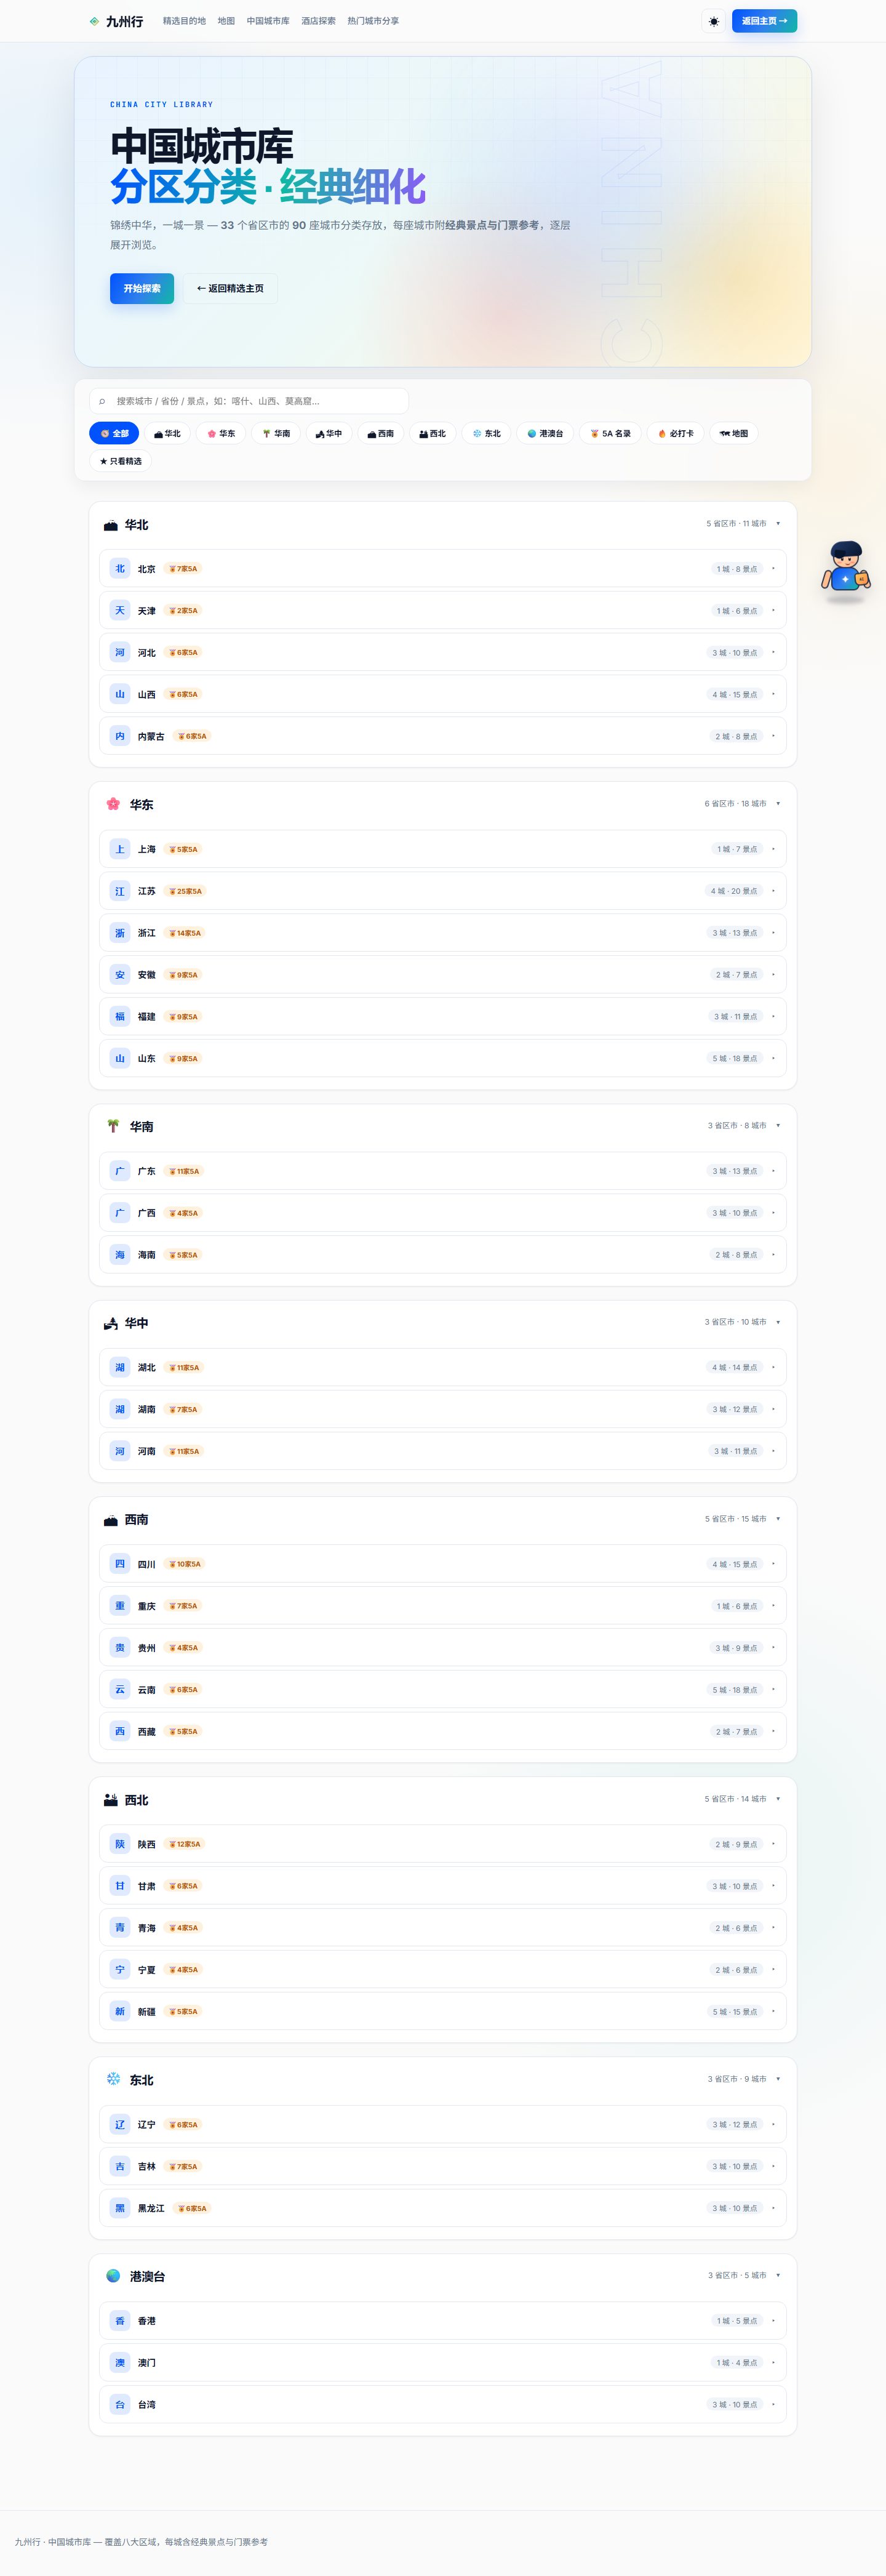 九州行
精选目的地 地图 中国城市库 酒店探索 热门城市分享
返回主页 →
CHINA CITY LIBRARY
中国城市库
分区分类 · 经典细化
锦绣中华，一城一景 — 33 个省区市的 90 座城市分类存放，每座城市附经典景点与门票参考，逐层
展开浏览。
开始探索
← 返回精选主页
CHINA
搜索城市 / 省份 / 景点，如：喀什、山西、莫高窟...
全部 华北 华东 华南 华中 西南 西北 东北 港澳台 5A 名录 必打卡 地图
★ 只看精选
华北 5 省区市 · 11 城市 ▾
北 北京 7家5A 1 城 · 8 景点
天 天津 2家5A 1 城 · 6 景点
河 河北 6家5A 3 城 · 10 景点
山 山西 6家5A 4 城 · 15 景点
内 内蒙古 6家5A 2 城 · 8 景点
华东 6 省区市 · 18 城市 ▾
上 上海 5家5A 1 城 · 7 景点
江 江苏 25家5A 4 城 · 20 景点
浙 浙江 14家5A 3 城 · 13 景点
安 安徽 9家5A 2 城 · 7 景点
福 福建 9家5A 3 城 · 11 景点
山 山东 9家5A 5 城 · 18 景点
华南 3 省区市 · 8 城市 ▾
广 广东 11家5A 3 城 · 13 景点
广 广西 4家5A 3 城 · 10 景点
海 海南 5家5A 2 城 · 8 景点
华中 3 省区市 · 10 城市 ▾
湖 湖北 11家5A 4 城 · 14 景点
湖 湖南 7家5A 3 城 · 12 景点
河 河南 11家5A 3 城 · 11 景点
西南 5 省区市 · 15 城市 ▾
四 四川 10家5A 4 城 · 15 景点
重 重庆 7家5A 1 城 · 6 景点
贵 贵州 4家5A 3 城 · 9 景点
云 云南 6家5A 5 城 · 18 景点
西 西藏 5家5A 2 城 · 7 景点
西北 5 省区市 · 14 城市 ▾
陕 陕西 12家5A 2 城 · 9 景点
甘 甘肃 6家5A 3 城 · 10 景点
青 青海 4家5A 2 城 · 6 景点
宁 宁夏 4家5A 2 城 · 6 景点
新 新疆 5家5A 5 城 · 15 景点
东北 3 省区市 · 9 城市 ▾
辽 辽宁 6家5A 3 城 · 12 景点
吉 吉林 7家5A 3 城 · 10 景点
黑 黑龙江 6家5A 3 城 · 10 景点
港澳台 3 省区市 · 5 城市 ▾
香 香港 1 城 · 5 景点
澳 澳门 1 城 · 4 景点
台 台湾 3 城 · 10 景点
九州行 · 中国城市库 — 覆盖八大区域，每城含经典景点与门票参考